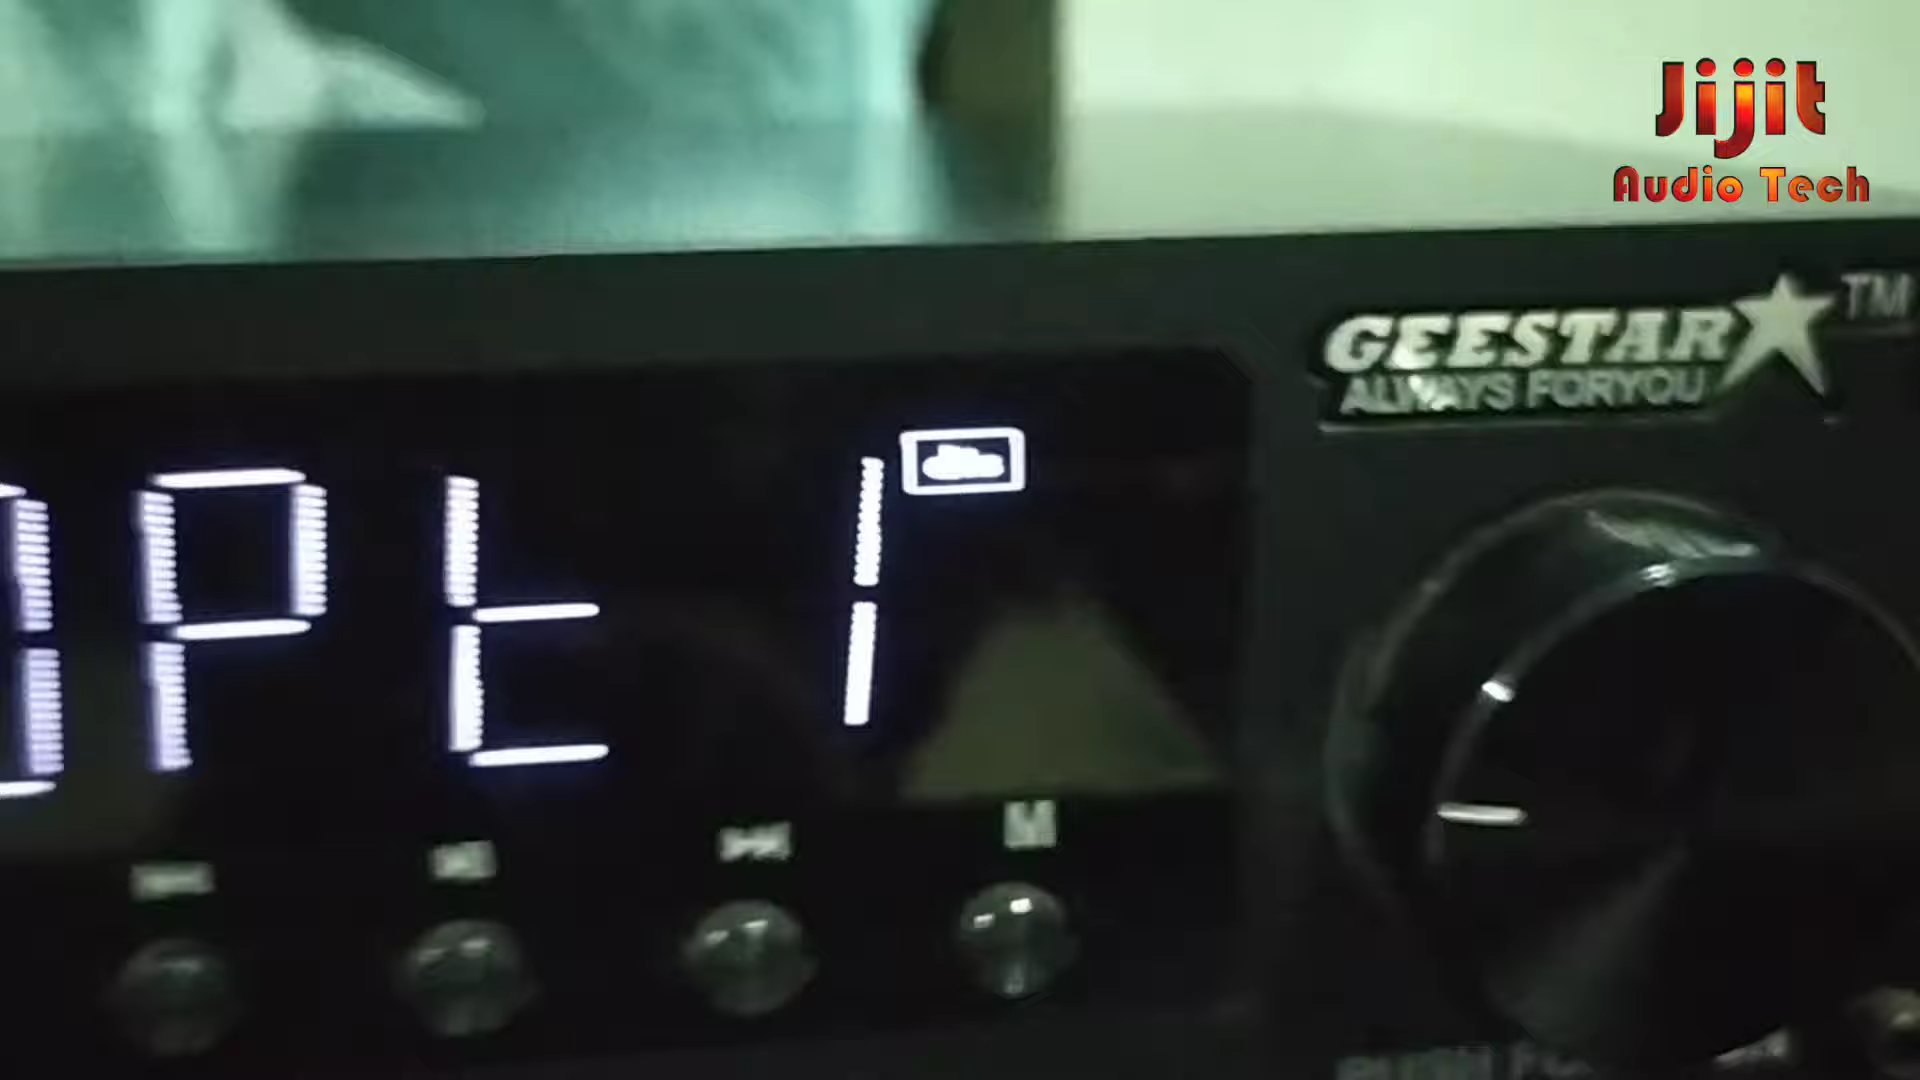 Jijit
Audio Tech
GEESTAR TM
ALWAYS FORYOU
OPt 1
M